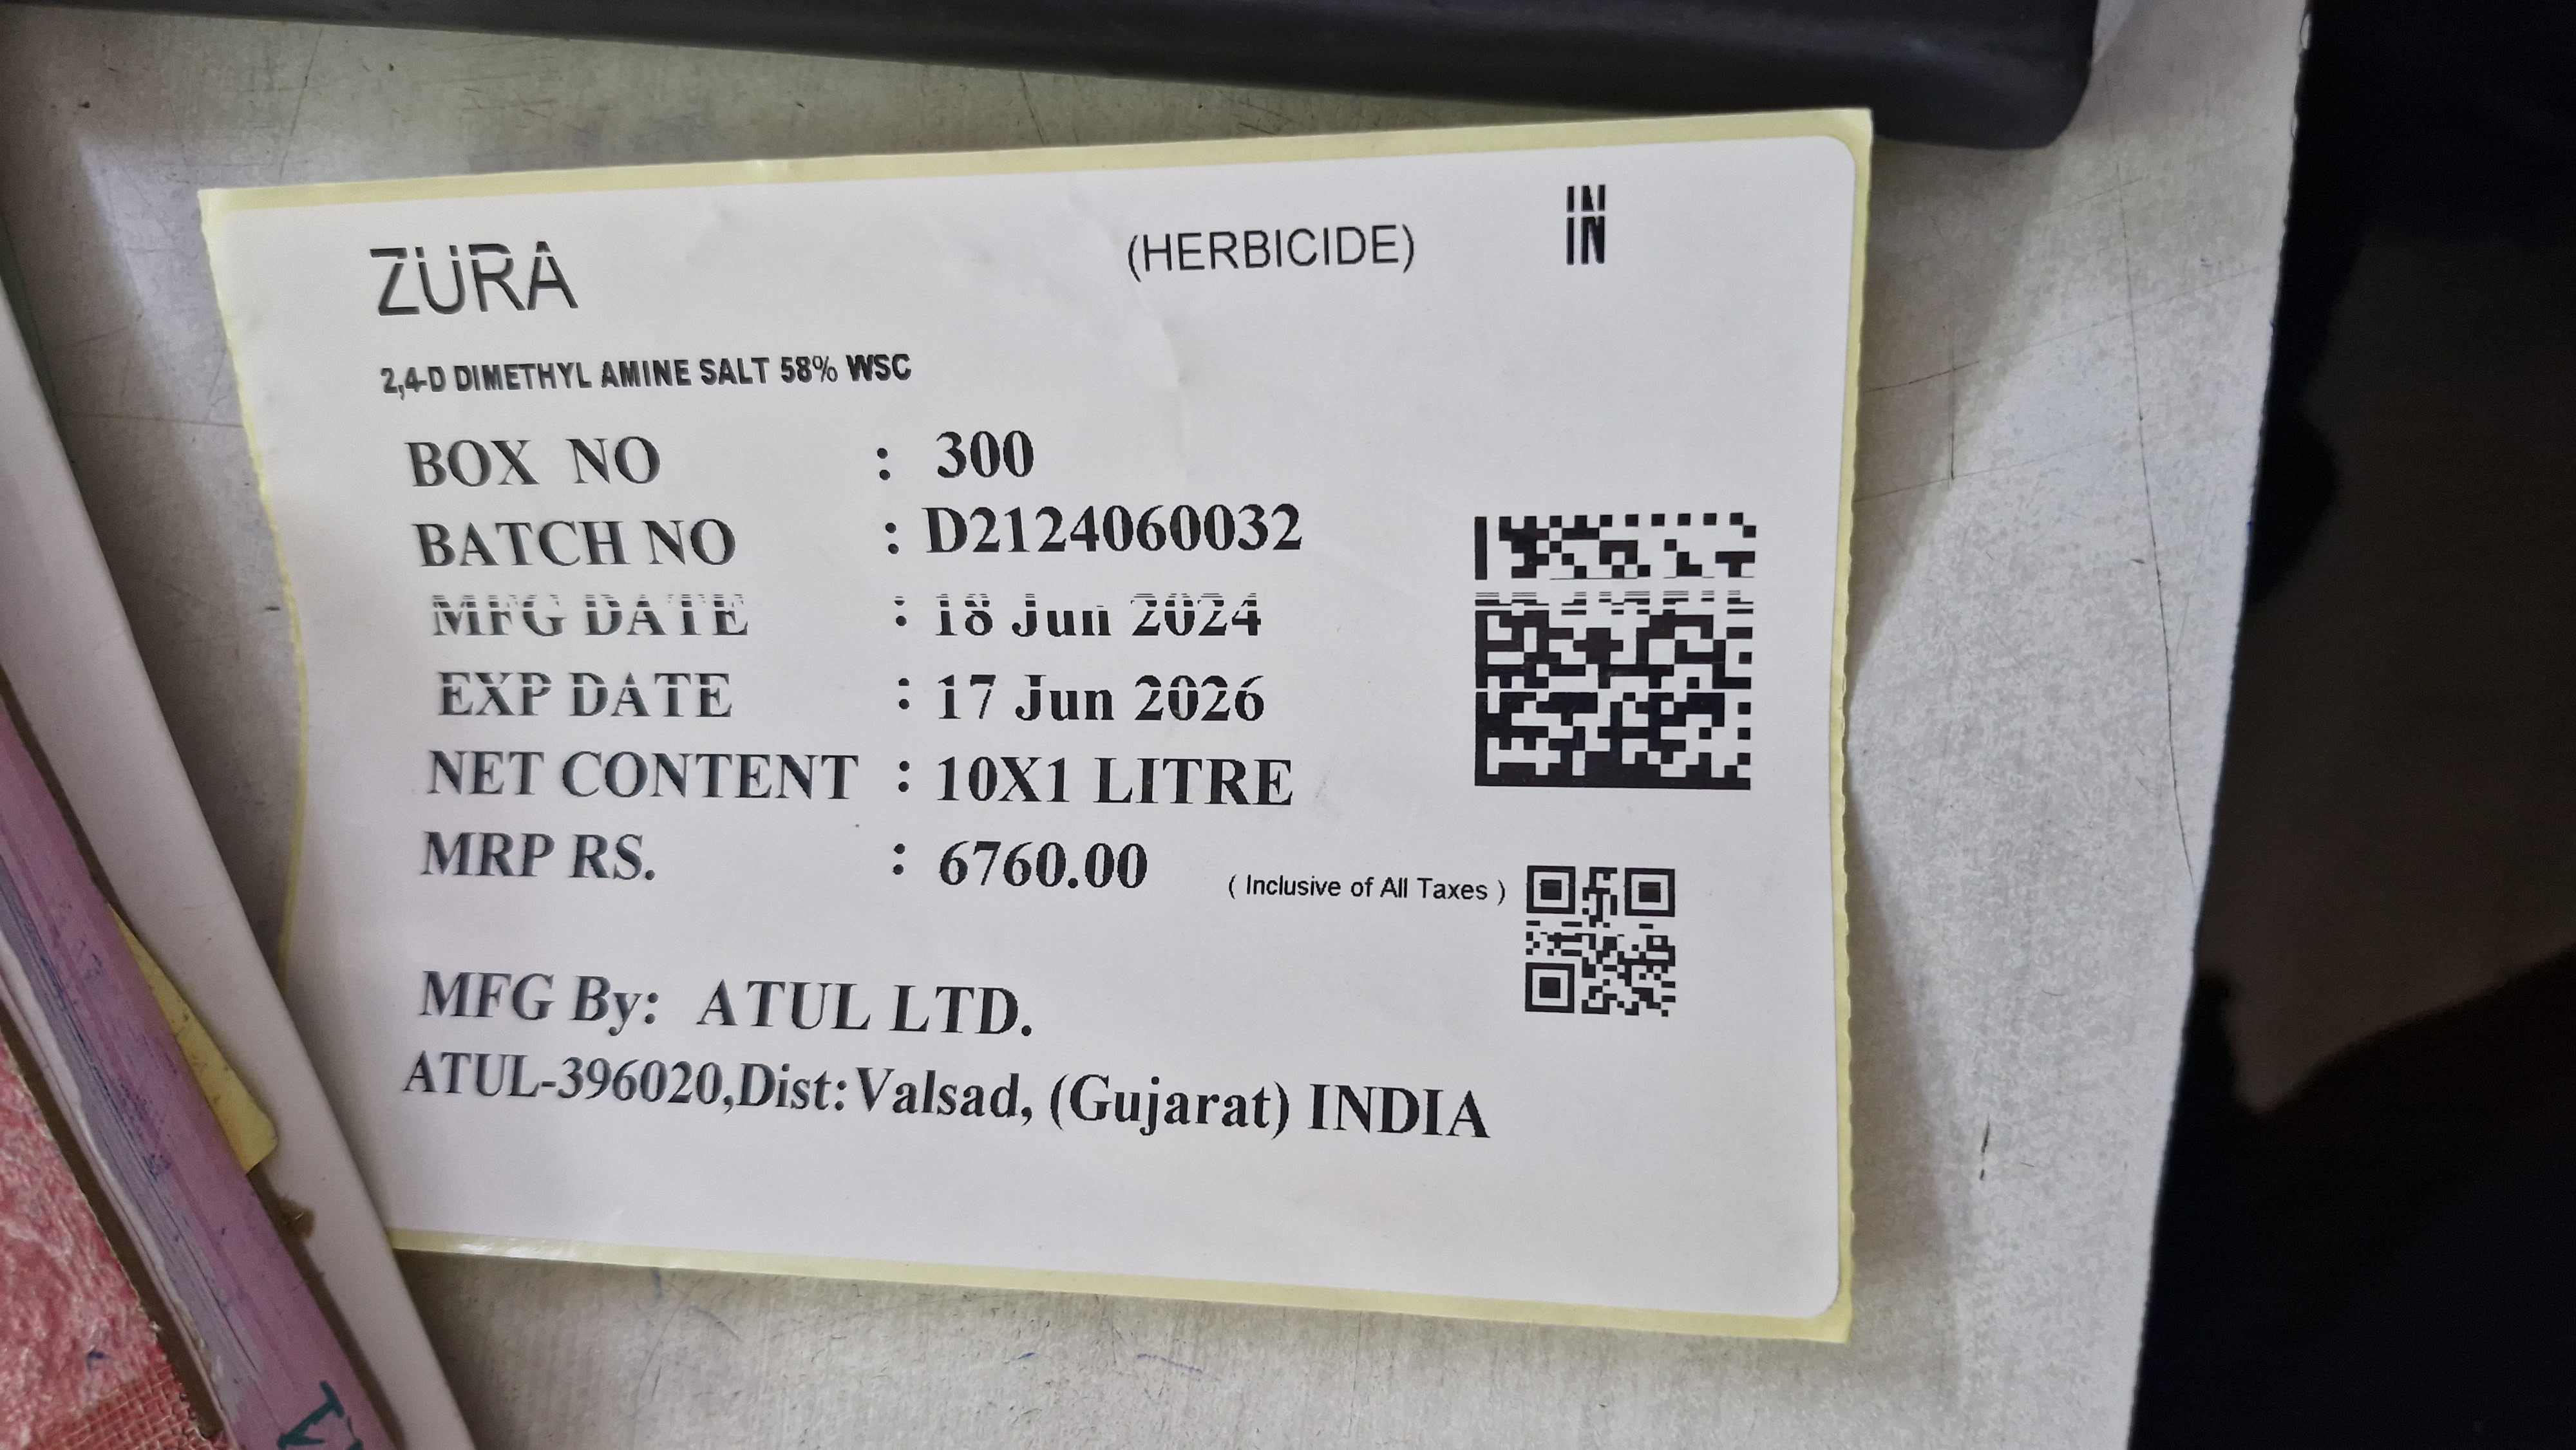 ZURA (HERBICIDE) IN
2,4-D DIMETHYL AMINE SALT 58% WSC
BOX NO : 300
BATCH NO : D2124060032
MFG DATE : 18 Jun 2024
EXP DATE : 17 Jun 2026
NET CONTENT : 10X1 LITRE
MRP RS. : 6760.00 ( Inclusive of All Taxes )
MFG By: ATUL LTD.
ATUL-396020,Dist:Valsad, (Gujarat) INDIA